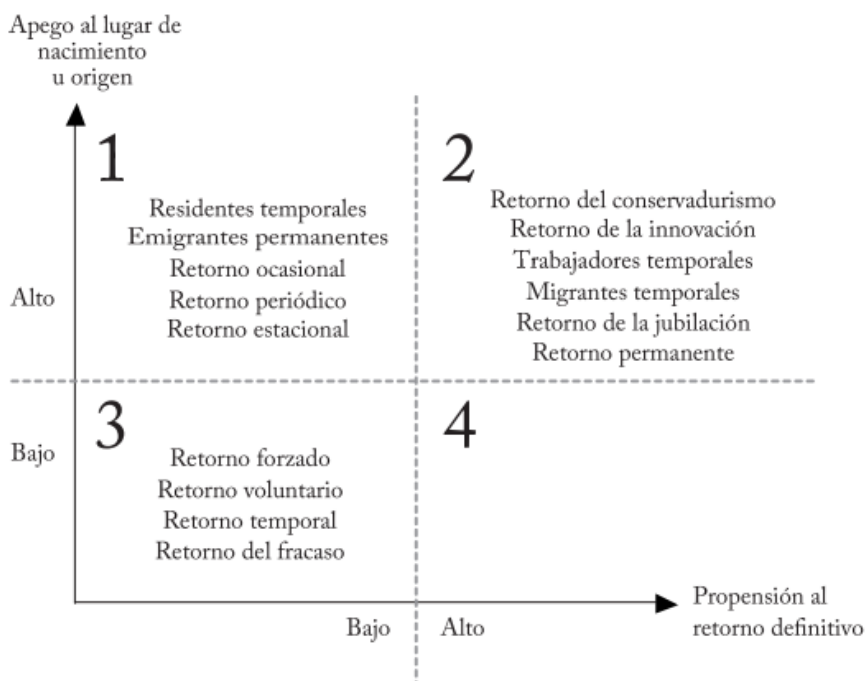 Apego al lugar de
nacimiento
u origen
1
Residentes temporales
Emigrantes permanentes
Retorno ocasional
Retorno periódico
Retorno estacional
2
Retorno del conservadurismo
Retorno de la innovación
Trabajadores temporales
Migrantes temporales
Retorno de la jubilación
Retorno permanente
Alto
3
Retorno forzado
Retorno voluntario
Retorno temporal
Retorno del fracaso
4
Bajo
Bajo
Alto
Propensión al
retorno definitivo